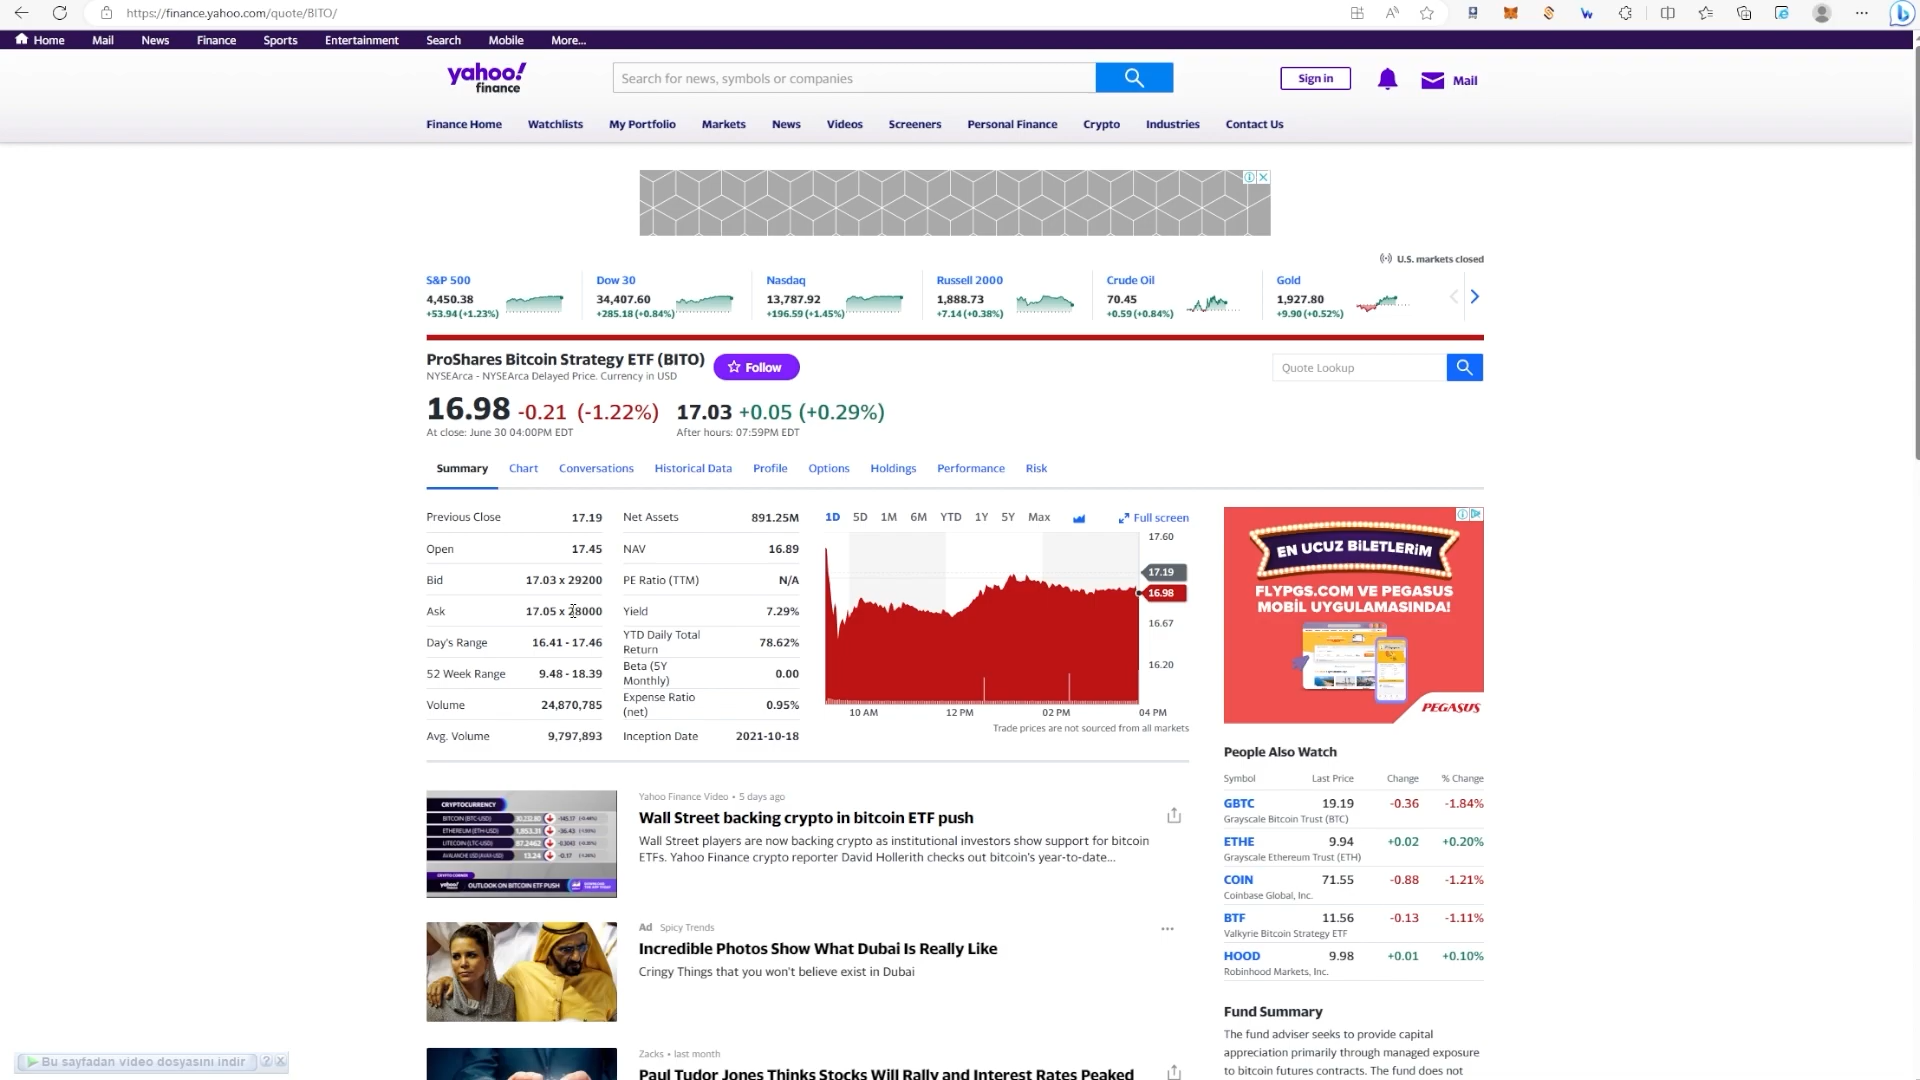 https://finance.yahoo.com/quote/BITO/
Home Mail News Finance Sports Entertainment Search Mobile More...
yahoo! finance
Search for news, symbols or companies
Sign in
Mail
Finance Home Watchlists My Portfolio Markets News Videos Screeners Personal Finance Crypto Industries Contact Us
U.S. markets closed
S&P 500
4,450.38
+53.94 (+1.23%)
Dow 30
34,407.60
+285.18 (+0.84%)
Nasdaq
13,787.92
+196.59 (+1.45%)
Russell 2000
1,888.73
+7.14 (+0.38%)
Crude Oil
70.45
+0.59 (+0.84%)
Gold
1,927.80
+9.90 (+0.52%)
ProShares Bitcoin Strategy ETF (BITO)
Follow
NYSEArca - NYSEArca Delayed Price. Currency in USD
Quote Lookup
16.98 -0.21 (-1.22%) 17.03 +0.05 (+0.29%)
At close: June 30 04:00PM EDT After hours: 07:59PM EDT
Summary Chart Conversations Historical Data Profile Options Holdings Performance Risk
Previous Close 17.19
Open 17.45
Bid 17.03 x 29200
Ask 17.05 x 28000
Day's Range 16.41 - 17.46
52 Week Range 9.48 - 18.39
Volume 24,870,785
Avg. Volume 9,797,893
Net Assets 891.25M
NAV 16.89
PE Ratio (TTM) N/A
Yield 7.29%
YTD Daily Total Return 78.62%
Beta (5Y Monthly) 0.00
Expense Ratio (net) 0.95%
Inception Date 2021-10-18
1D 5D 1M 6M YTD 1Y 5Y Max Full screen
17.60
17.19
16.98
16.67
16.20
10 AM 12 PM 02 PM 04 PM
Trade prices are not sourced from all markets
EN UCUZ BİLETLERİM
FLYPGS.COM VE PEGASUS
MOBİL UYGULAMASINDA!
PEGASUS
People Also Watch
Symbol Last Price Change % Change
GBTC 19.19 -0.36 -1.84%
Grayscale Bitcoin Trust (BTC)
ETHE 9.94 +0.02 +0.20%
Grayscale Ethereum Trust (ETH)
COIN 71.55 -0.88 -1.21%
Coinbase Global, Inc.
BTF 11.56 -0.13 -1.11%
Valkyrie Bitcoin Strategy ETF
HOOD 9.98 +0.01 +0.10%
Robinhood Markets, Inc.
Fund Summary
The fund adviser seeks to provide capital
appreciation primarily through managed exposure
to bitcoin futures contracts. The fund does not
CRYPTOCURRENCY
BITCOIN (BTC-USD)
ETHEREUM (ETH-USD)
LITECOIN (LTC-USD)
AVALANCHE USD (AVAX-USD) 13.24
yahoo! OUTLOOK ON BITCOIN ETF PUSH
Yahoo Finance Video • 5 days ago
Wall Street backing crypto in bitcoin ETF push
Wall Street players are now backing crypto as institutional investors show support for bitcoin
ETFs. Yahoo Finance crypto reporter David Hollerith checks out bitcoin's year-to-date...
Ad Spicy Trends
Incredible Photos Show What Dubai Is Really Like
Cringy Things that you won't believe exist in Dubai
Zacks • last month
Paul Tudor Jones Thinks Stocks Will Rally and Interest Rates Peaked
Bu sayfadan video dosyasını indir